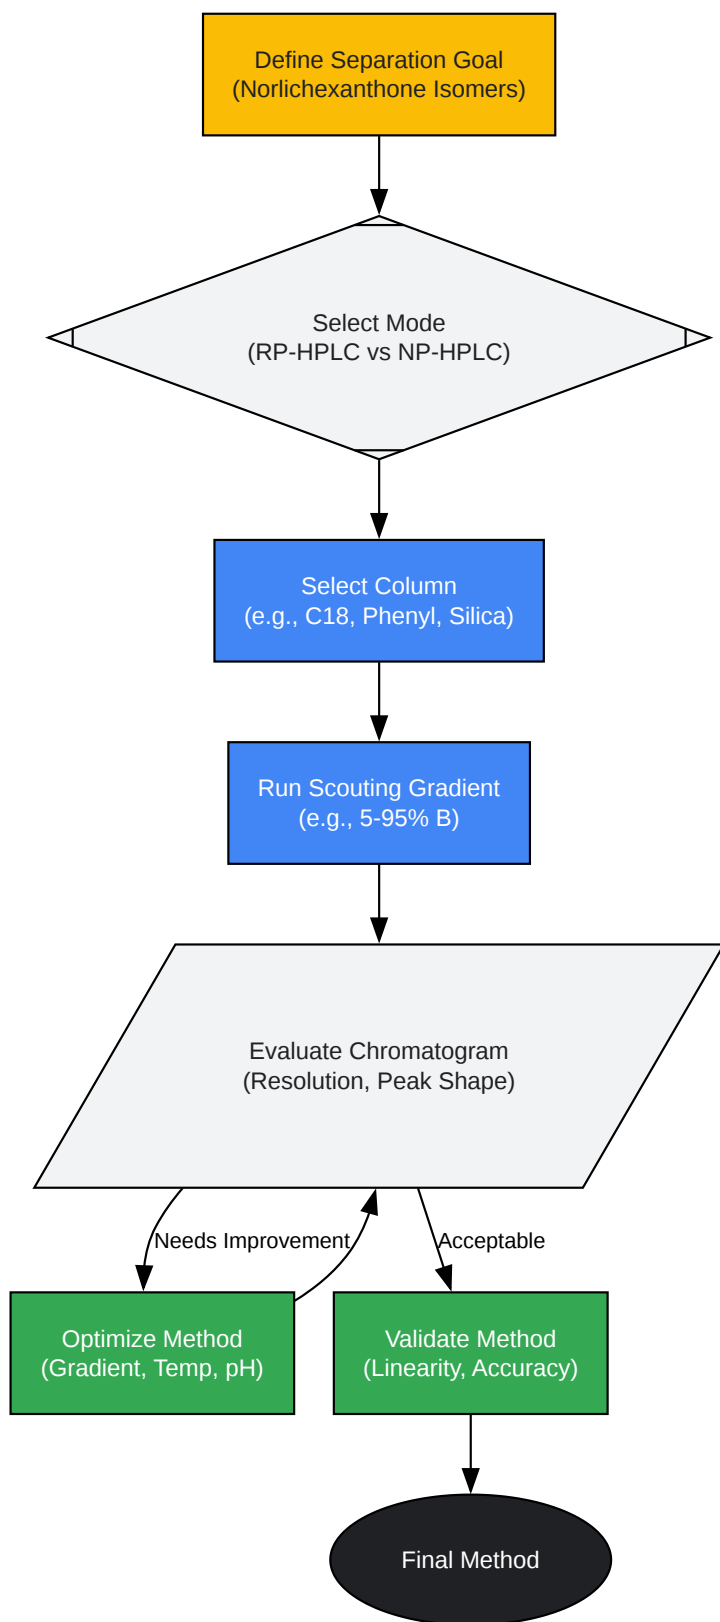 Define Separation Goal
(Norlichexanthone Isomers)
Select Mode
(RP-HPLC vs NP-HPLC)
Select Column
(e.g., C18, Phenyl, Silica)
Run Scouting Gradient
(e.g., 5-95% B)
Evaluate Chromatogram
(Resolution, Peak Shape)
Needs Improvement
Acceptable
Optimize Method
(Gradient, Temp, pH)
Validate Method
(Linearity, Accuracy)
Final Method